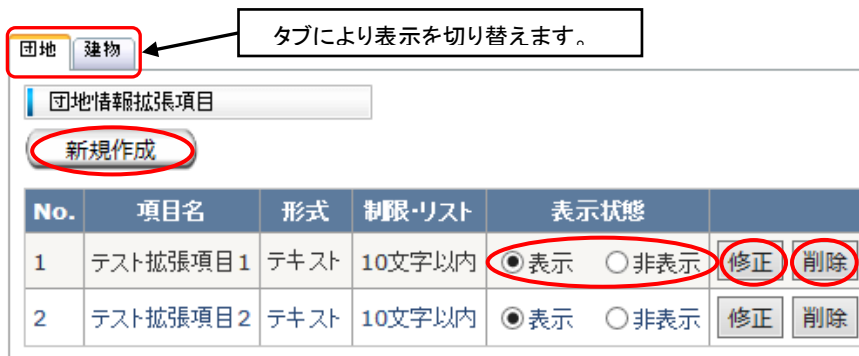 タブにより表示を切り替えます。
団地 建物
団地情報拡張項目
新規作成
No. 項目名 形式 制限・リスト 表示状態
1 テスト拡張項目1 テキスト 10文字以内 表示 非表示 修正 削除
2 テスト拡張項目2 テキスト 10文字以内 表示 非表示 修正 削除